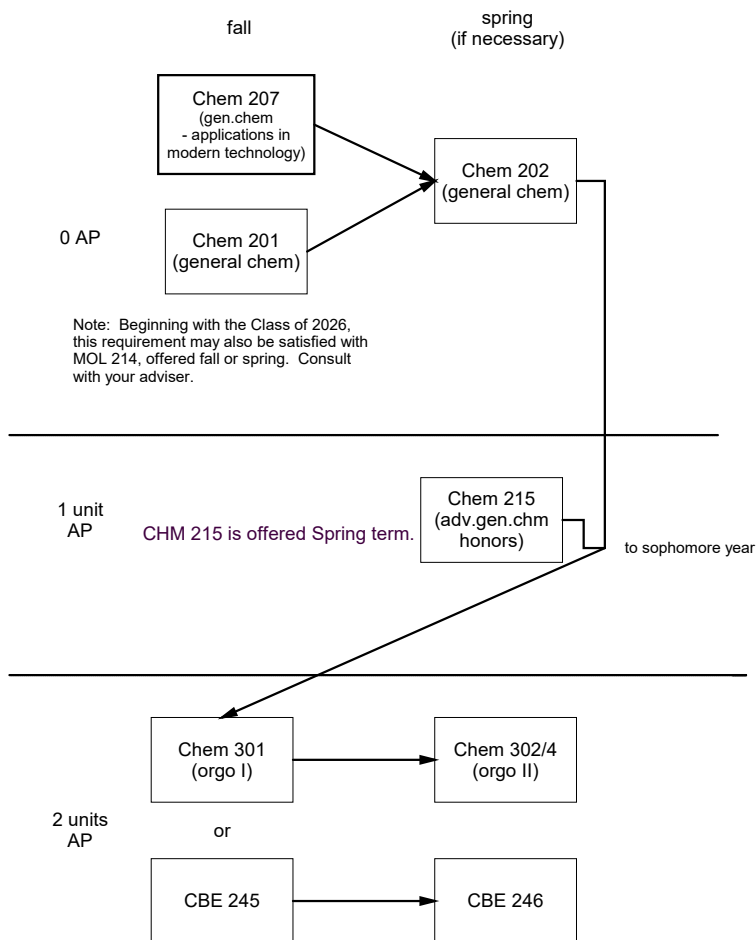 fall
spring
(if necessary)
Chem 207
(gen.chem
- applications in
modern technology)
Chem 202
(general chem)
0 AP
Chem 201
(general chem)
Note:  Beginning with the Class of 2026,
this requirement may also be satisfied with
MOL 214, offered fall or spring.  Consult
with your adviser.
1 unit
AP
CHM 215 is offered Spring term.
Chem 215
(adv.gen.chm
honors)
to sophomore year
Chem 301
(orgo I)
Chem 302/4
(orgo II)
2 units
AP
or
CBE 245
CBE 246